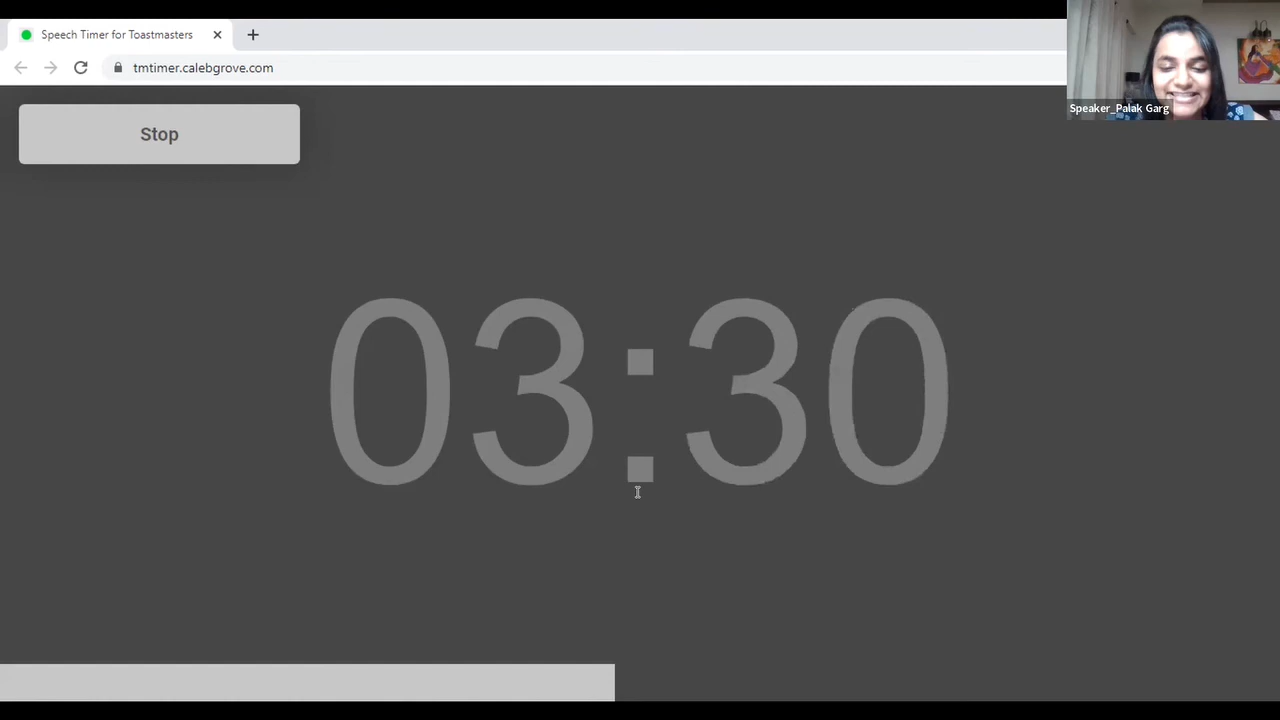 Speech Timer for Toastmasters
tmtimer.calebgrove.com
Speaker_Palak Garg
Stop
03:30